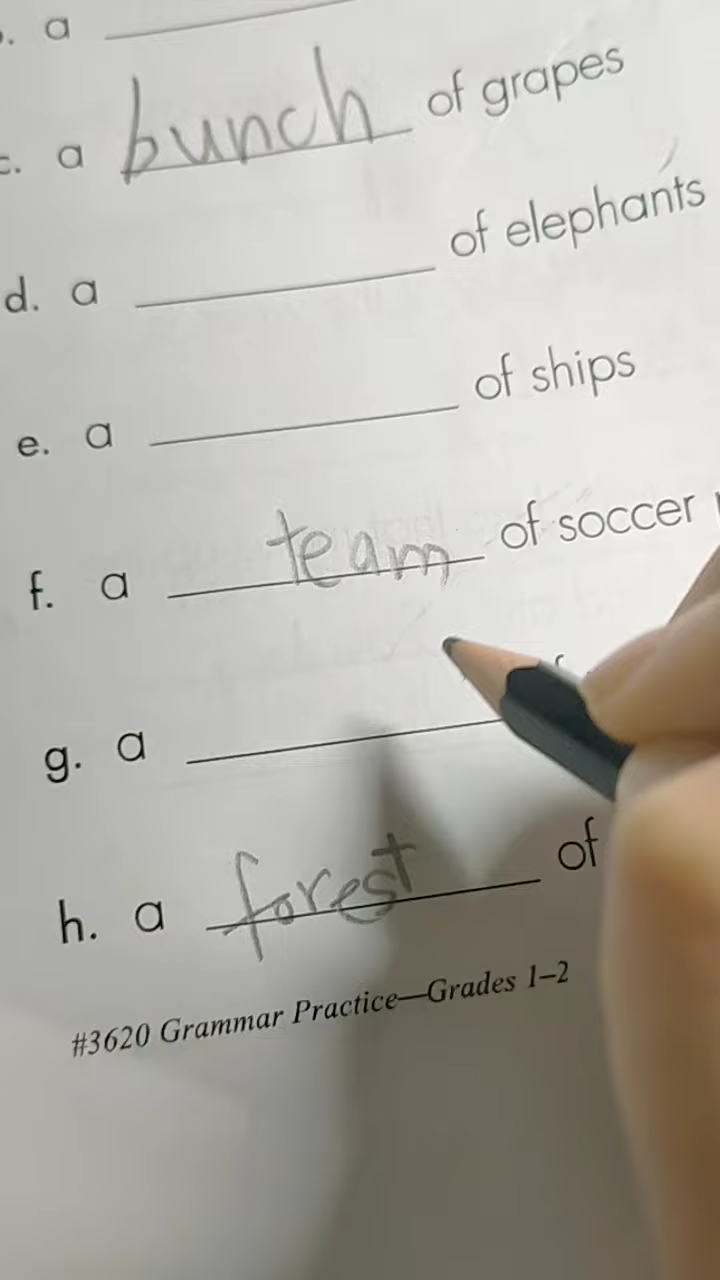 . a
c. a bunch of grapes
d. a of elephants
e. a of ships
f. a team of soccer
g. a
h. a forest of
#3620 Grammar Practice—Grades 1–2